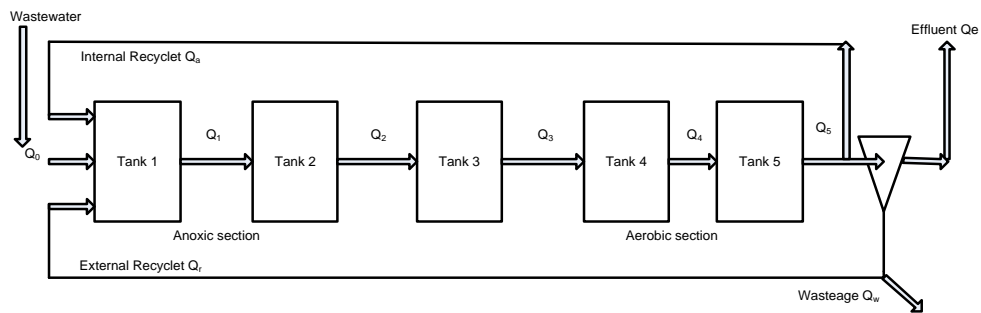 Wastewater
Effluent Qe
Internal Recyclet Qa
Q0
Q1
Q2
Q3
Q4
Q5
Tank 1
Tank 2
Tank 3
Tank 4
Tank 5
Anoxic section
Aerobic section
External Recyclet Qr
Wasteage Qw